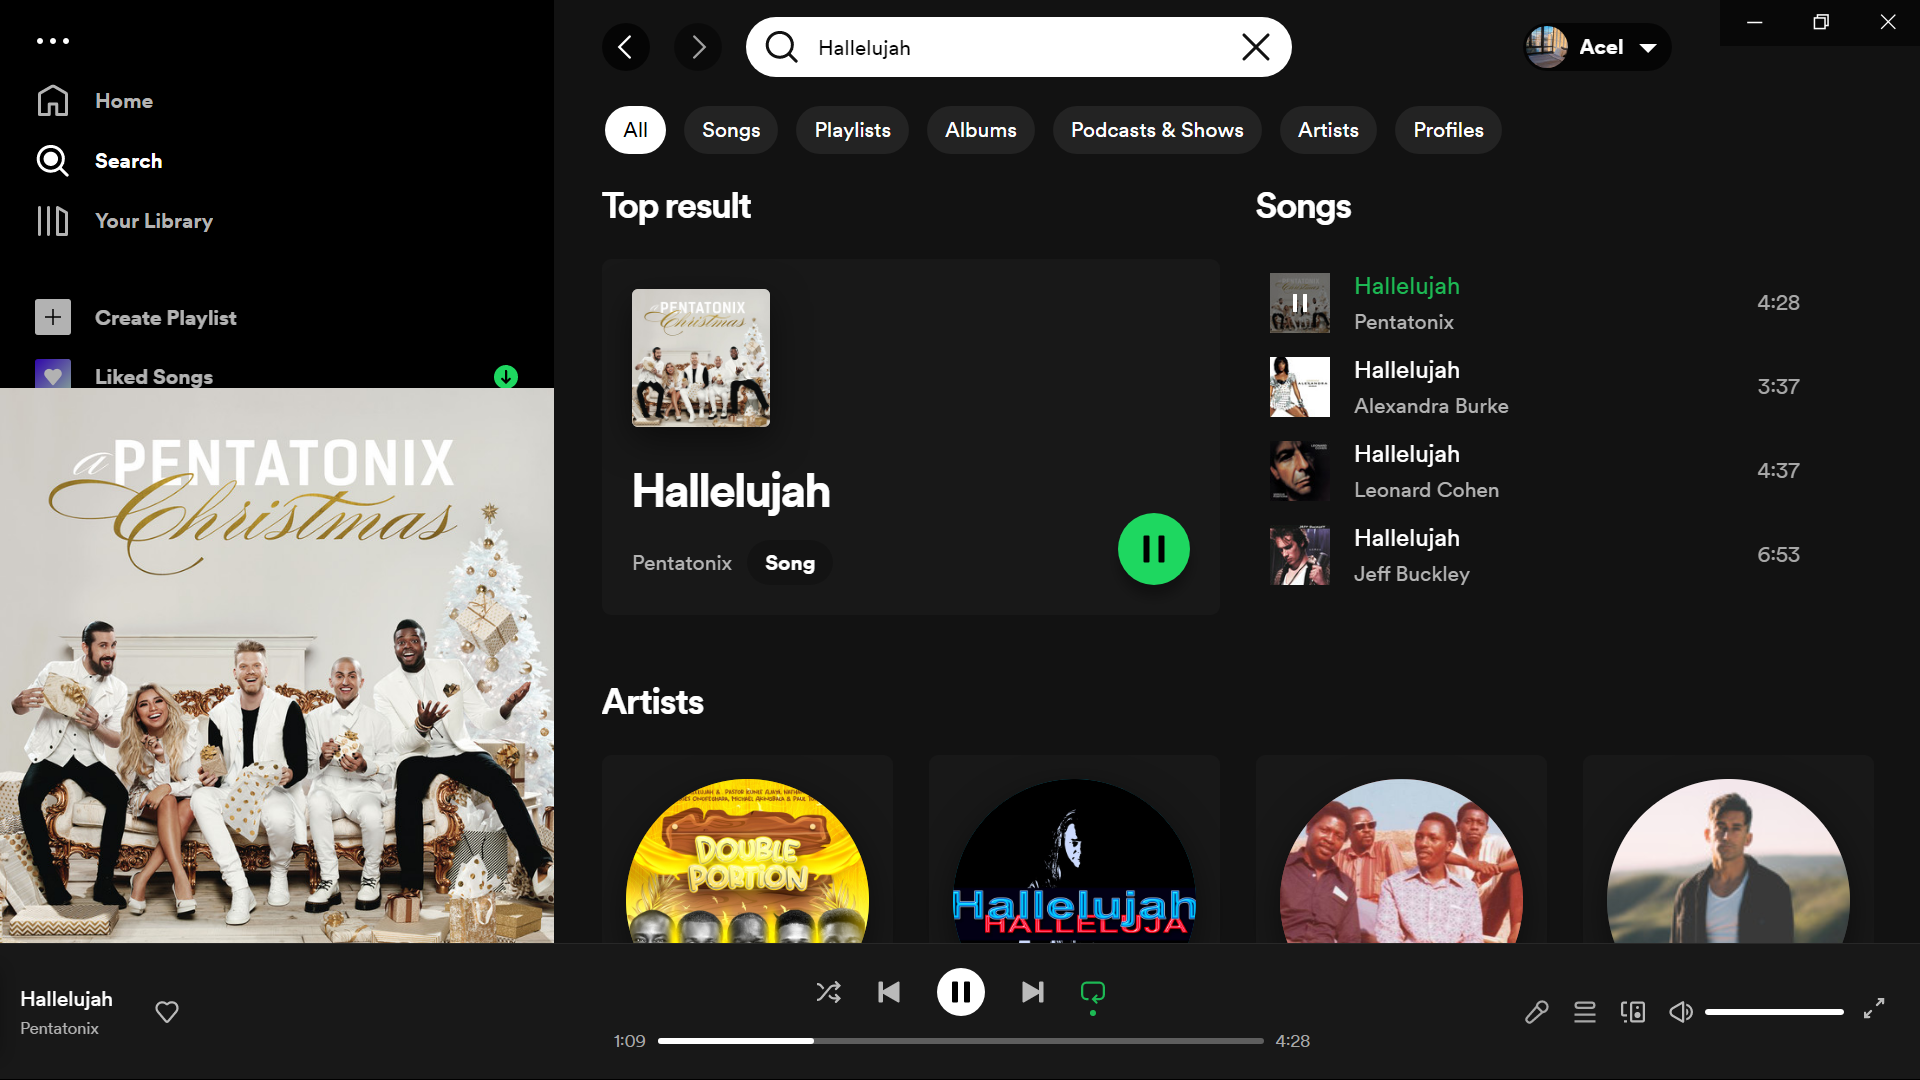 Home
Search
Your Library
Create Playlist
Liked Songs
a PENTATONIX
Christmas
Hallelujah
Acel
All
Songs
Playlists
Albums
Podcasts & Shows
Artists
Profiles
Top result
a PENTATONIX
Christmas
Hallelujah
Pentatonix
Song
Songs
Hallelujah
Pentatonix
4:28
Hallelujah
Alexandra Burke
3:37
Hallelujah
Leonard Cohen
4:37
Hallelujah
Jeff Buckley
6:53
Artists
DOUBLE
PORTION
Hallelujah
HALLELUJA
Hallelujah
Pentatonix
1:09
4:28